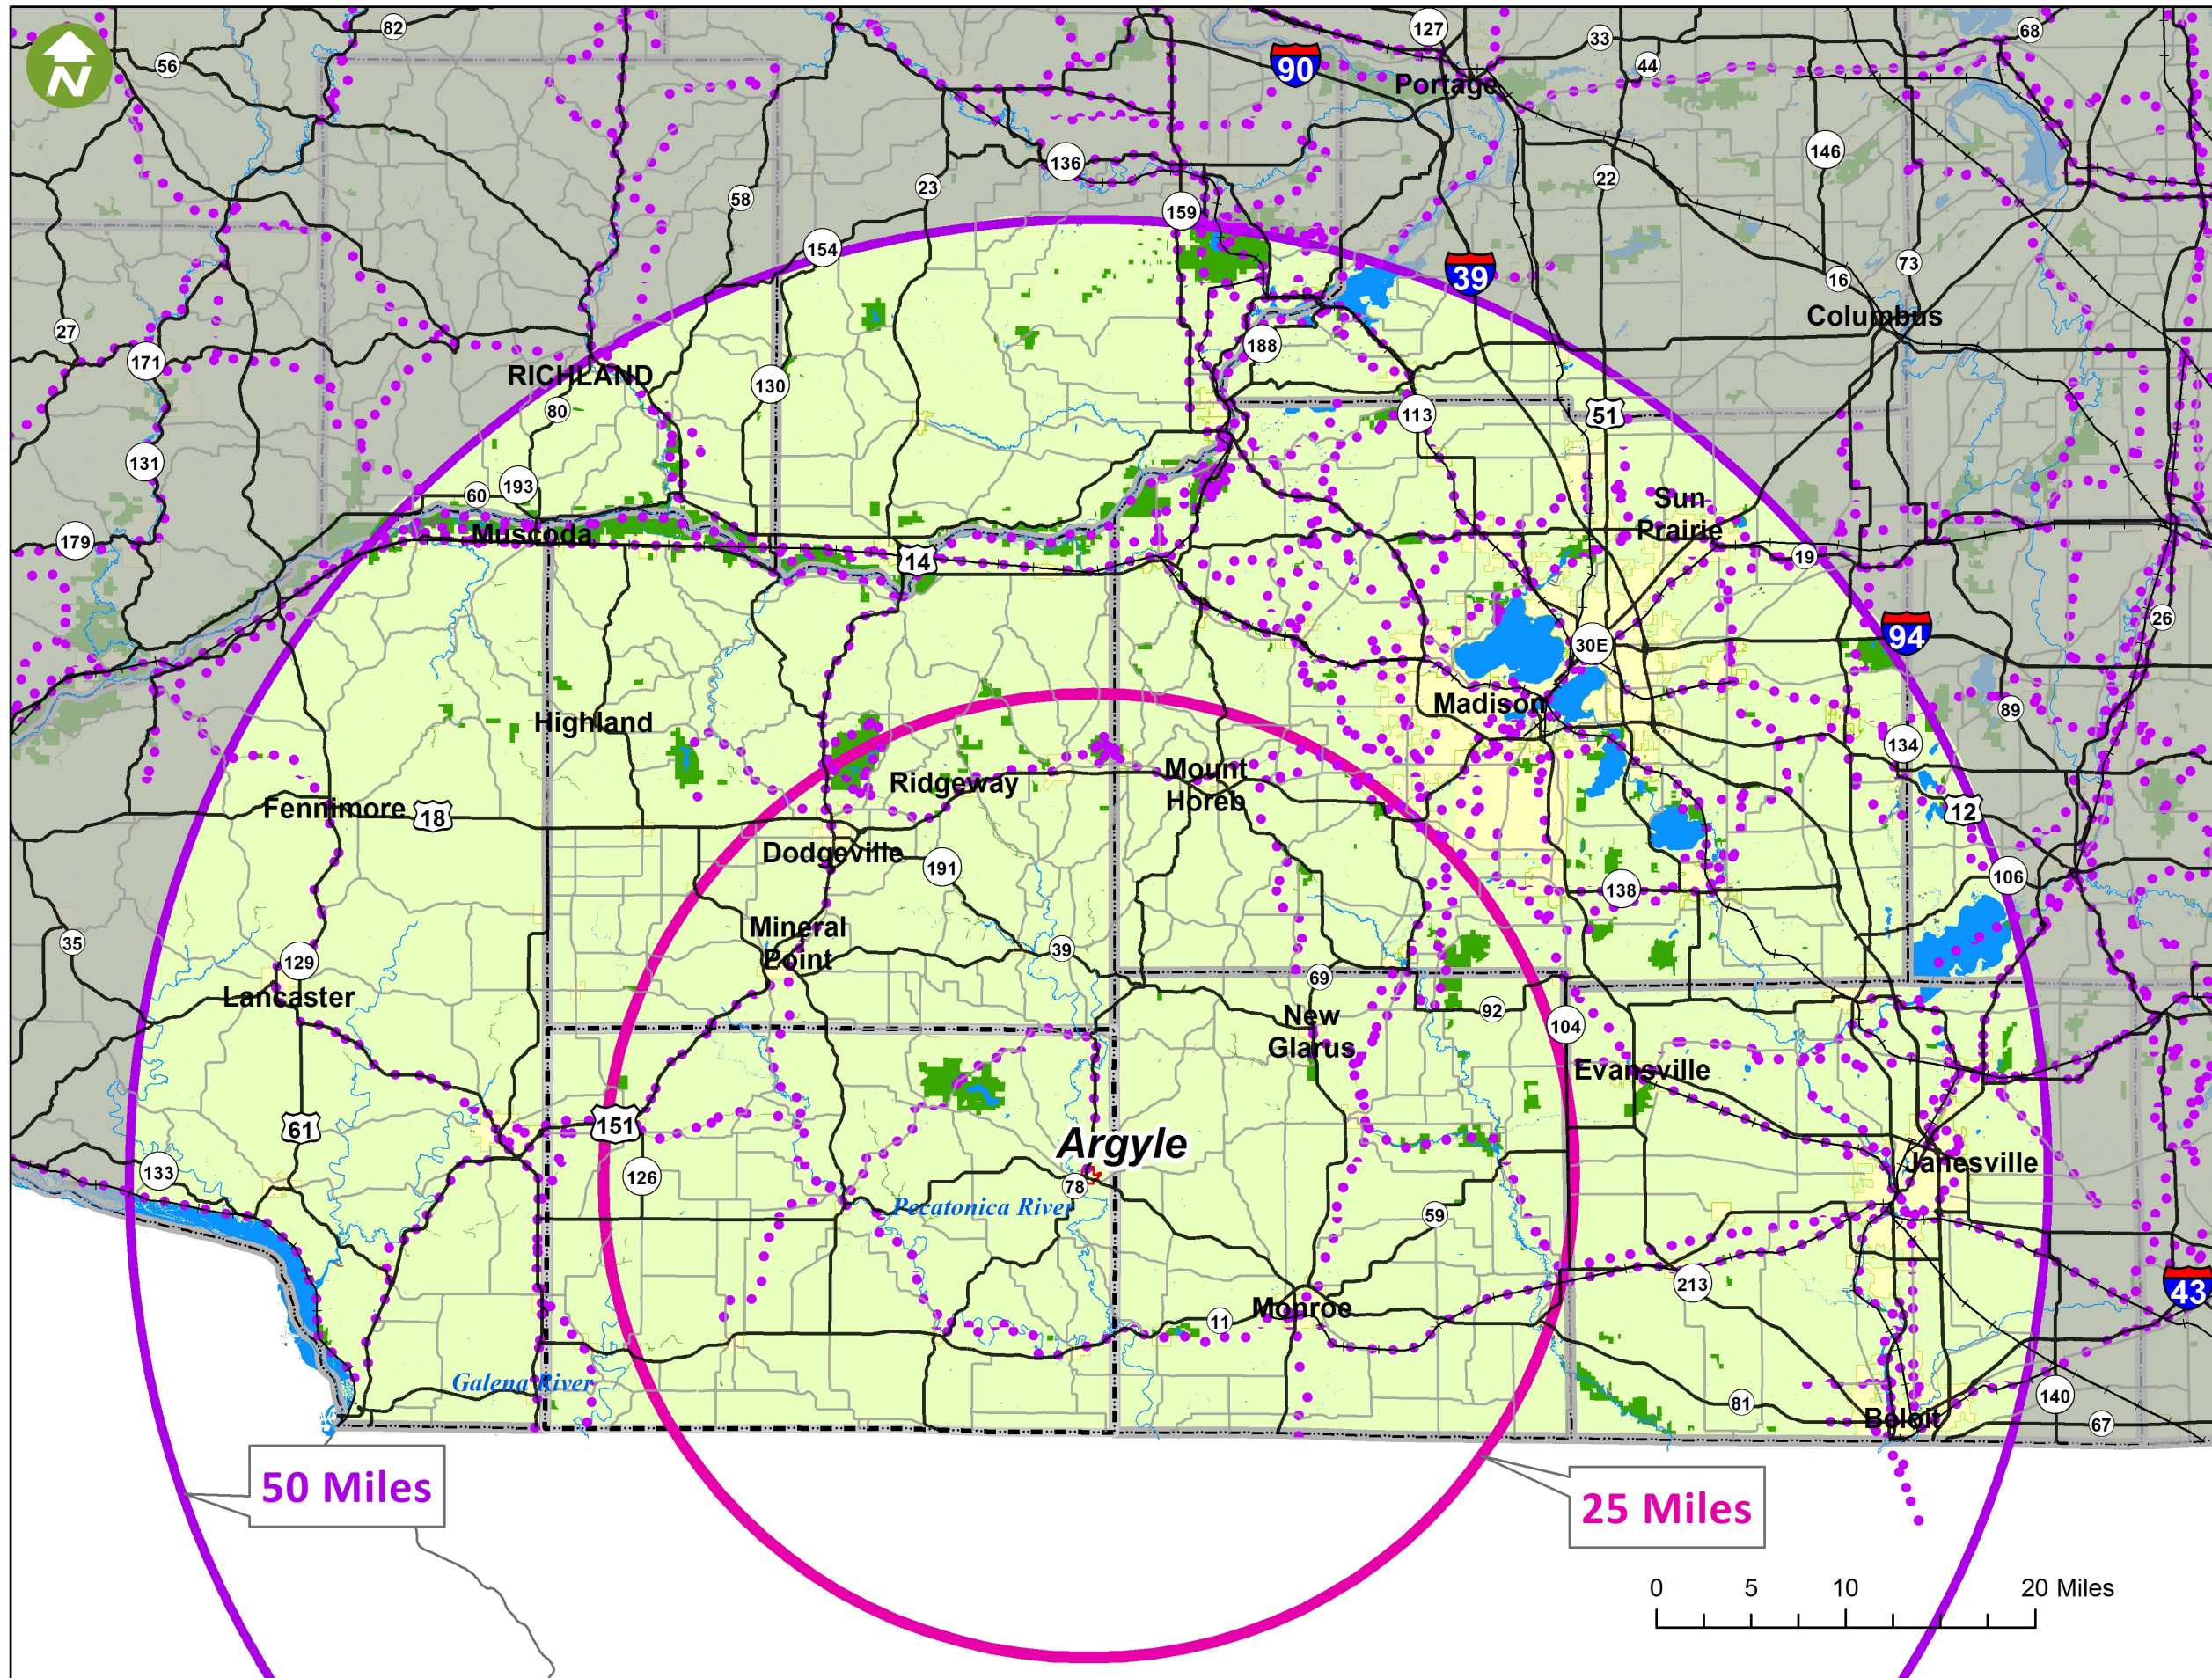 82
127
33
68
56
N
90
44
Portage
136
146
23
22
58
159
154
39
73
16
Columbus
27
188
171
RICHLAND
130
80
113
51
131
193
60
Sun
Prairie
179
Muscoda
14
19
26
30E
94
Highland
Madison
89
134
Mount
Horeb
Ridgeway
Fennimore
18
12
Dodgeville
191
106
138
Mineral
Point
35
39
129
69
Lancaster
92
New
Glarus
104
Evansville
61
151
Argyle
133
126
78
Janesville
Pecatonica River
59
213
43
Monroe
11
Galena River
140
81
Beloit
67
50 Miles
25 Miles
0 5 10 20 Miles